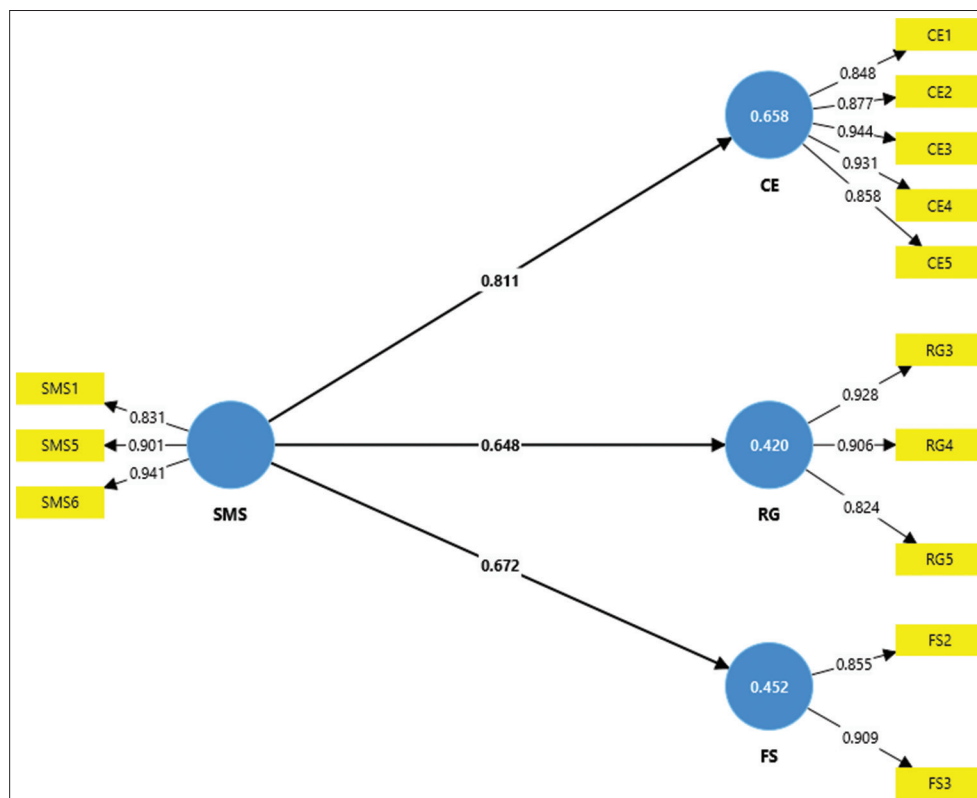 CE1
0.848
CE2
0.877
0.658
CE3
0.944
0.931
CE
CE4
0.858
CE5
0.811
RG3
0.928
SMS1
0.831
SMS5
0.901
0.648
0.420
0.906
RG4
0.941
SMS6
0.824
SMS
RG
RG5
0.672
FS2
0.855
0.452
0.909
FS
FS3